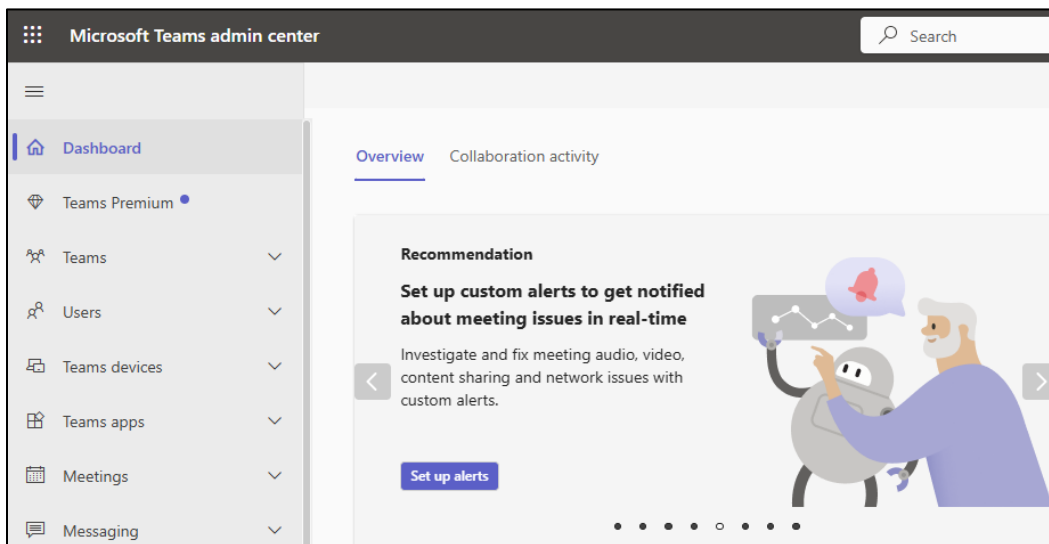 Microsoft Teams admin center
Search
Dashboard
Teams Premium
Teams
Users
Teams devices
Teams apps
Meetings
Messaging
Overview
Collaboration activity
Recommendation
Set up custom alerts to get notified
about meeting issues in real-time
Investigate and fix meeting audio, video,
content sharing and network issues with
custom alerts.
Set up alerts